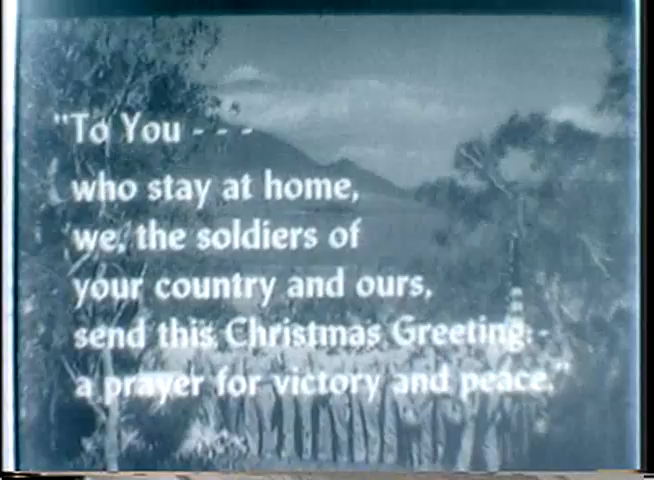 "To You - - -
who stay at home,
we, the soldiers of
your country and ours,
send this Christmas Greeting:-
a prayer for victory and peace."